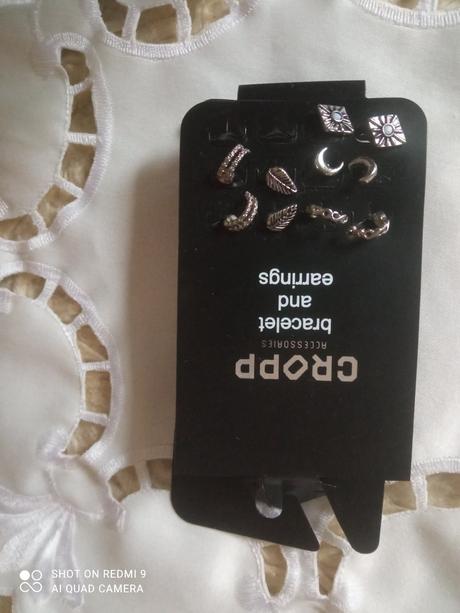 CROPP
ACCESSORIES
bracelet
and
earrings
SHOT ON REDMI 9
AI QUAD CAMERA